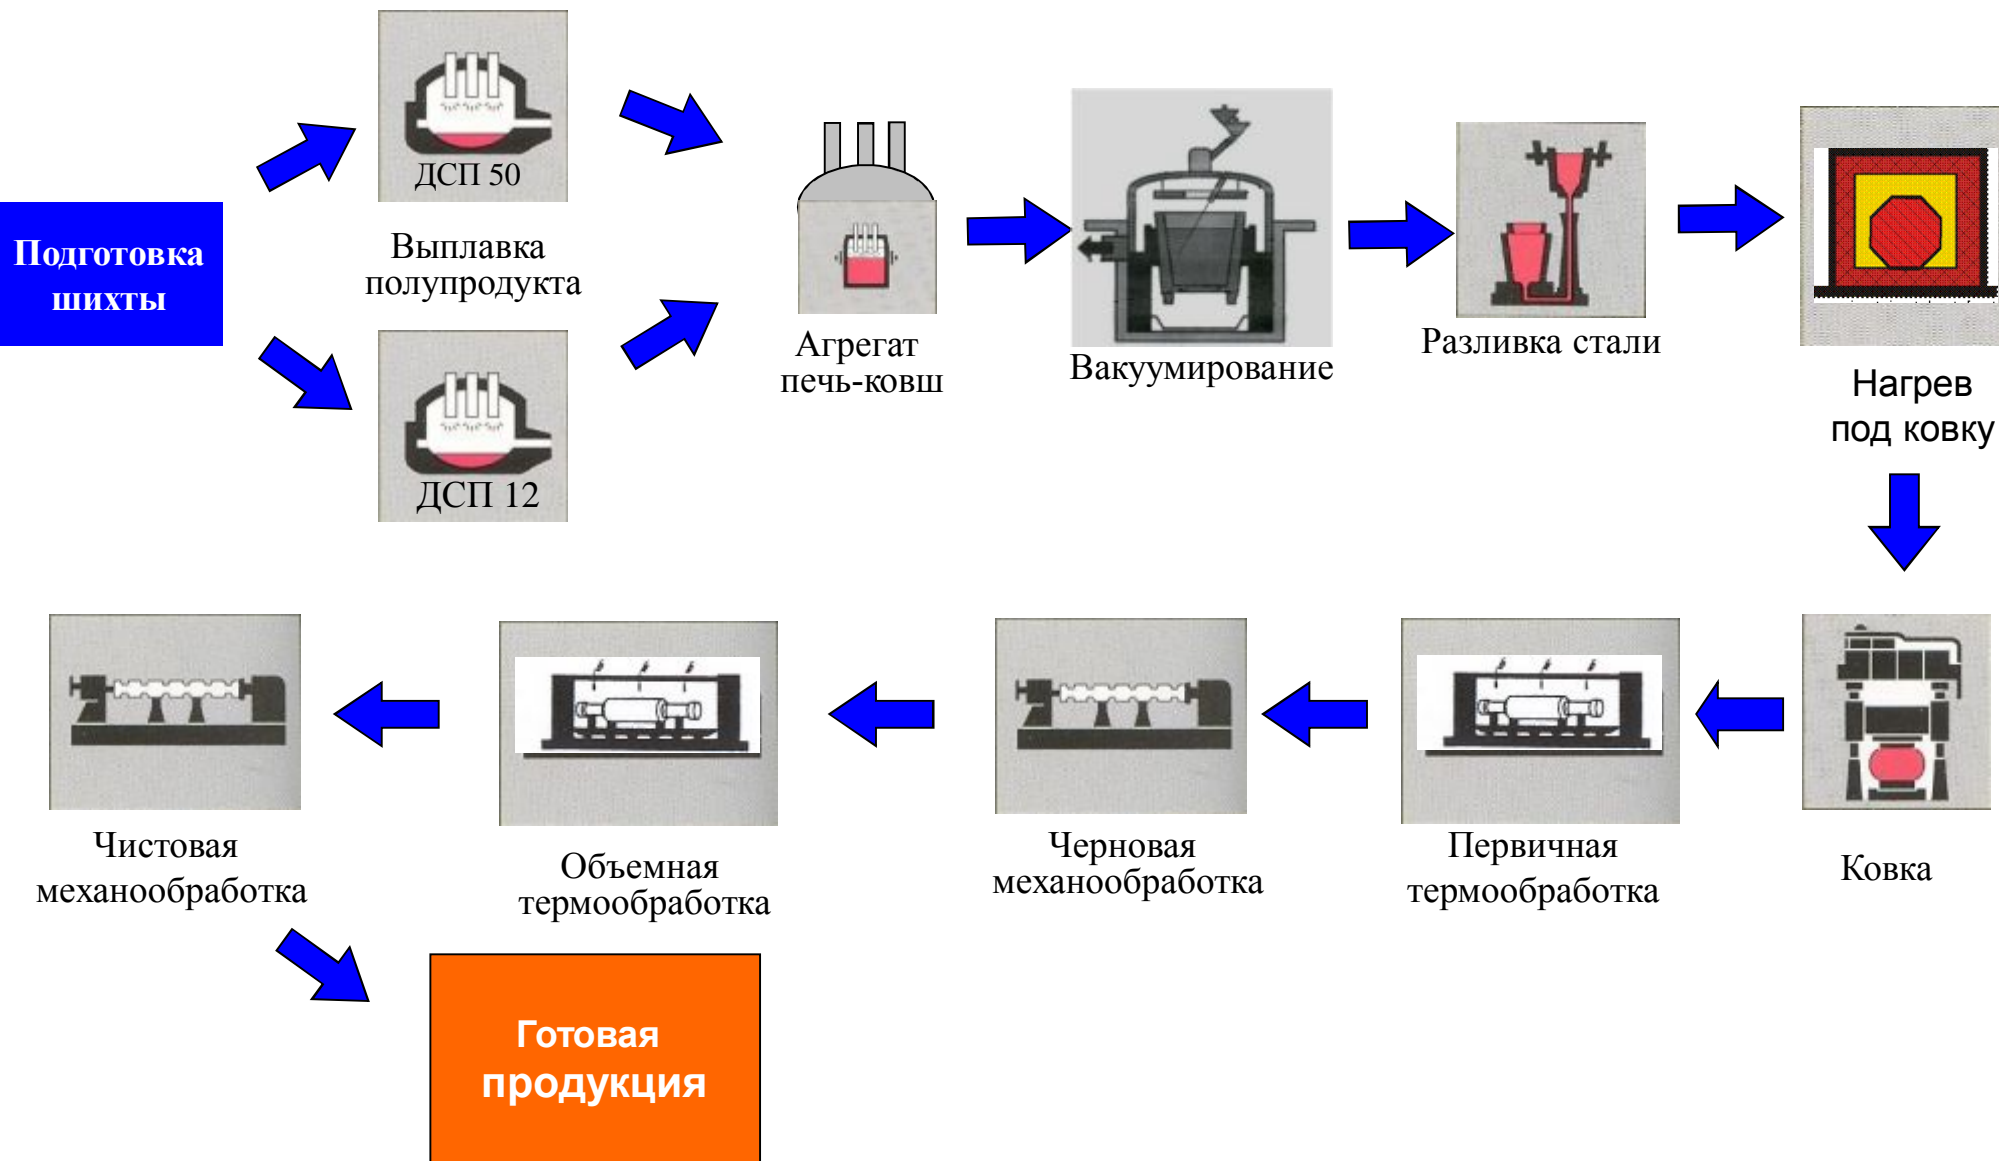 ДСП 50
Выплавка
полупродукта
Подготовка
шихты
ДСП 12
Агрегат
печь-ковш
Вакуумирование
Разливка стали
Нагрев
под ковку
Чистовая
механообработка
Объемная
термообработка
Черновая
механообработка
Первичная
термообработка
Ковка
Готовая
продукция